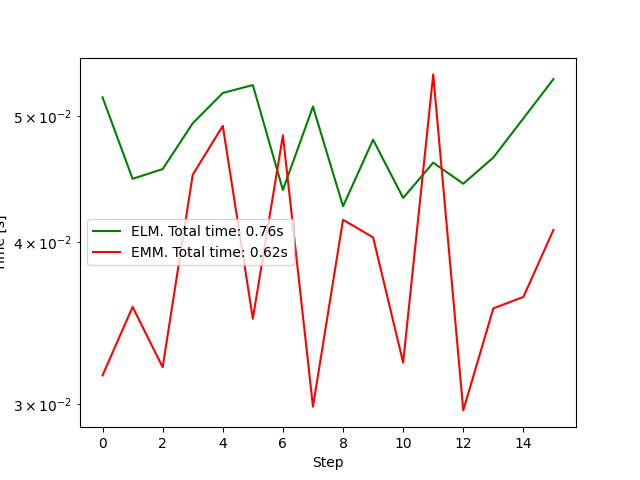 5 × 10⁻²
4 × 10⁻²
3 × 10⁻²
ELM. Total time: 0.76s
EMM. Total time: 0.62s
0 2 4 6 8 10 12 14
Step